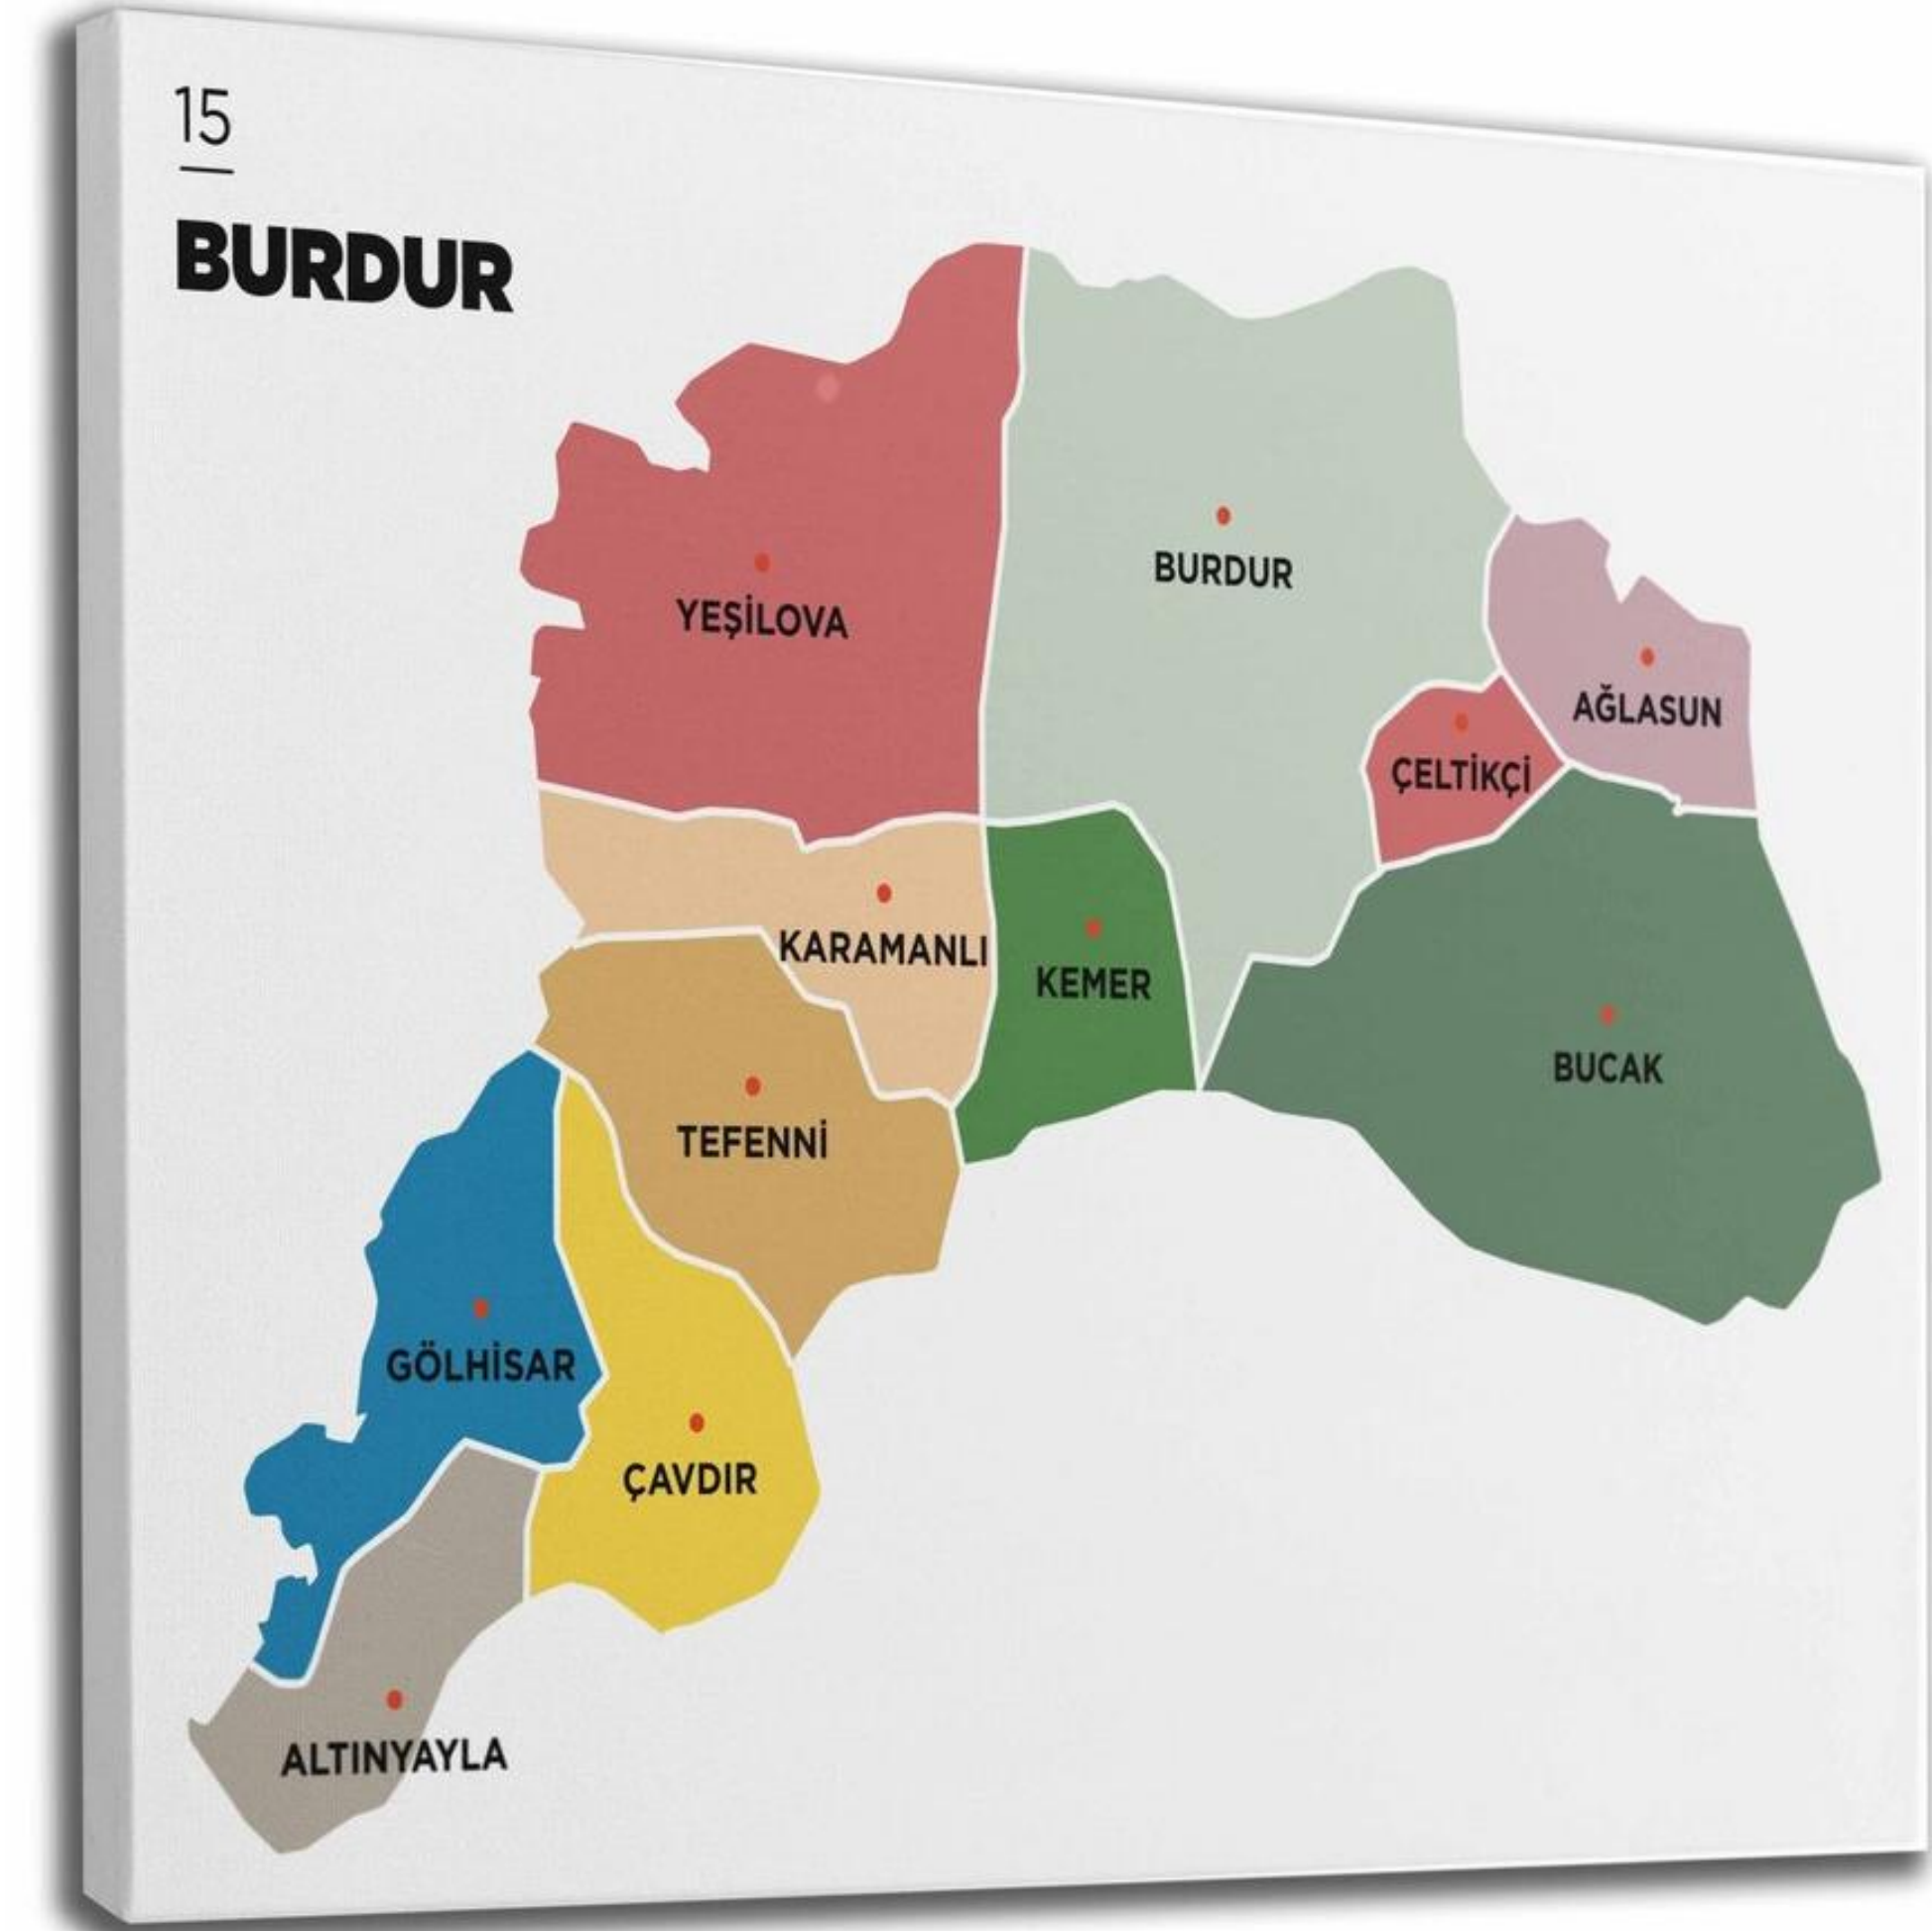 15
BURDUR
YEŞİLOVA
BURDUR
AĞLASUN
ÇELTİKÇİ
KARAMANLI
KEMER
BUCAK
TEFENNİ
GÖLHİSAR
ÇAVDIR
ALTINYAYLA